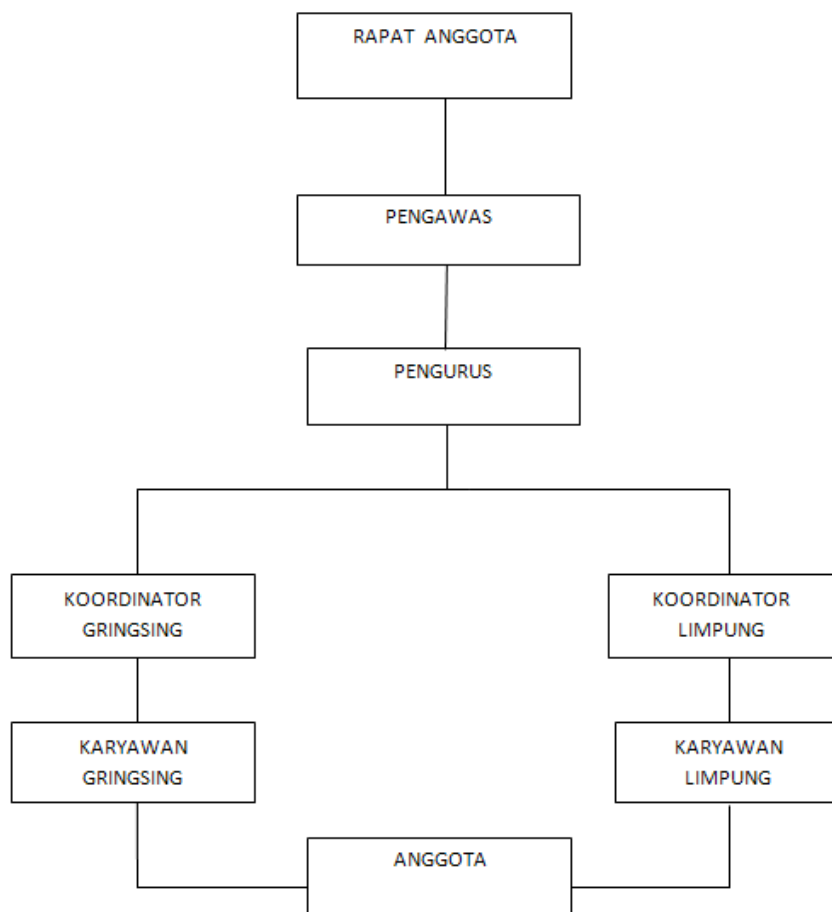 RAPAT ANGGOTA
PENGAWAS
PENGURUS
KOORDINATOR
GRINGSING
KOORDINATOR
LIMPUNG
KARYAWAN
GRINGSING
KARYAWAN
LIMPUNG
ANGGOTA